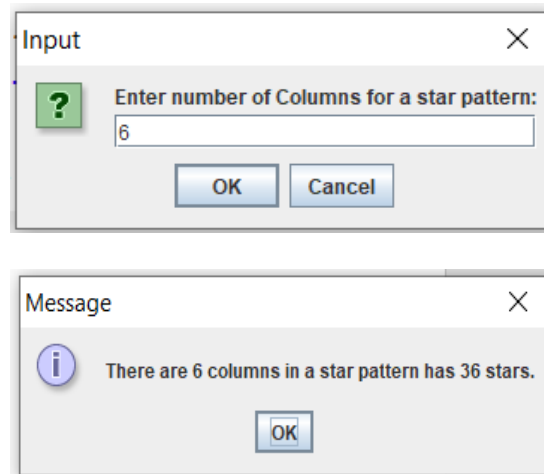 Input
?
Enter number of Columns for a star pattern:
6
OK Cancel
Message
i
There are 6 columns in a star pattern has 36 stars.
OK